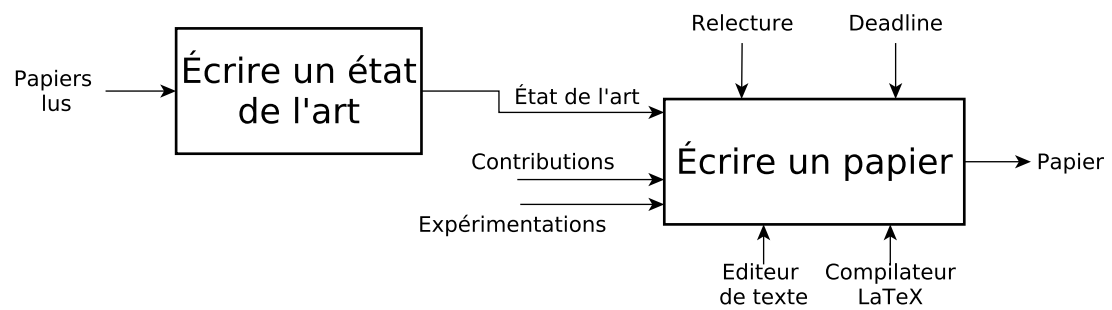 Relecture
Deadline
Papiers
lus
Écrire un état
de l'art
État de l'art
Contributions
Expérimentations
Écrire un papier
Papier
Editeur
de texte
Compilateur
LaTeX